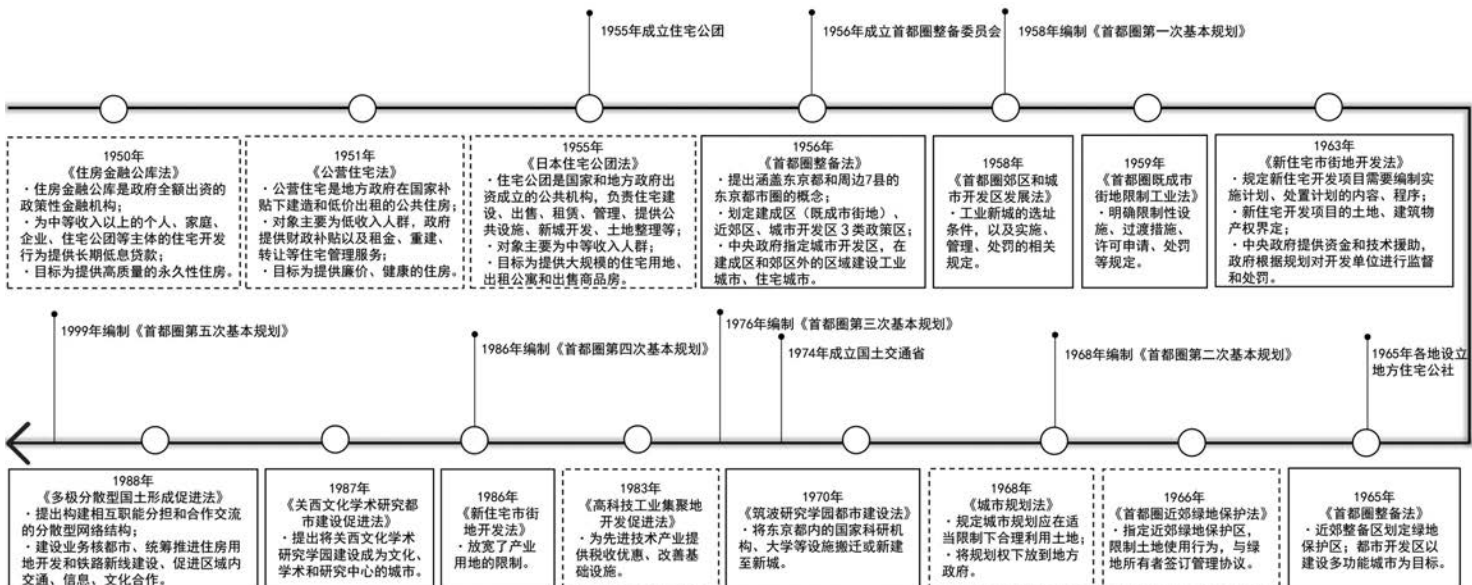 1955年成立住宅公团
1956年成立首都圈整备委员会
1958年编制《首都圈第一次基本规划》
1950年
《住房金融公库法》
·住房金融公库是政府全额出资的
政策性金融机构;
·为中等收入以上的个人、家庭、
企业、住宅公团等主体的住宅开发
行为提供长期低息贷款;
·目标为提供高质量的永久性住房。
1951年
《公营住宅法》
·公营住宅是地方政府在国家补
贴下建造和低价出租的公共住房;
·对象主要为低收入人群,政府
提供财政补贴以及租金、重建、
转让等住宅管理服务;
·目标为提供廉价、健康的住房。
1955年
《日本住宅公团法》
·住宅公团是国家和地方政府出
资成立的公共机构,负责住宅建
设、出售、租赁、管理、提供公
共设施、新城开发、土地整理等;
·对象主要为中等收入人群;
·目标为提供大规模的住宅用地、
出租公寓和出售商品房。
1956年
《首都圈整备法》
·提出涵盖东京都和周边7县的
东京都市圈的概念;
·划定建成区(既成市街地)、
近郊区、城市开发区3类政策区;
·中央政府指定城市开发区,在
建成区和郊区外的区域建设工业
城市、住宅城市。
1958年
《首都圈郊区和城
市开发区发展法》
·工业新城的选址
条件,以及实施、
管理、处罚的相关
规定。
1959年
《首都圈既成市
街地限制工业法》
·明确限制性设
施、过渡措施、
许可申请、处罚
等规定。
1963年
《新住宅市街地开发法》
·规定新住宅开发项目需要编制实
施计划、处置计划的内容、程序;
·新住宅开发项目的土地、建筑物
产权界定;
·中央政府提供资金和技术援助,
政府根据规划对开发单位进行监督
和处罚。
1999年编制《首都圈第五次基本规划》
1986年编制《首都圈第四次基本规划》
1976年编制《首都圈第三次基本规划》
1974年成立国土交通省
1968年编制《首都圈第二次基本规划》
1965年各地设立
地方住宅公社
1988年
《多极分散型国土形成促进法》
·提出构建相互职能分担和合作交流
的分散型网络结构;
·建设业务核都市、统筹推进住房用
地开发和铁路新线建设、促进区域内
交通、信息、文化合作。
1987年
《关西文化学术研究都
市建设促进法》
·提出将关西文化学术
研究学园建设成为文化、
学术和研究中心的城市。
1986年
《新住宅市街
地开发法》
·放宽了产业
用地的限制。
1983年
《高科技工业集聚地
开发促进法》
·为先进技术产业提
供税收优惠、改善基
础设施。
1970年
《筑波研究学园都市建设法》
·将东京都内的国家科研机
构、大学等设施搬迁或新建
至新城。
1968年
《城市规划法》
·规定城市规划应在适
当限制下合理利用土地;
·将规划权下放到地方
政府。
1966年
《首都圈近郊绿地保护法》
·指定近郊绿地保护区,
限制土地使用行为,与绿
地所有者签订管理协议。
1965年
《首都圈整备法》
·近郊整备区划定绿地
保护区;都市开发区以
建设多功能城市为目标。